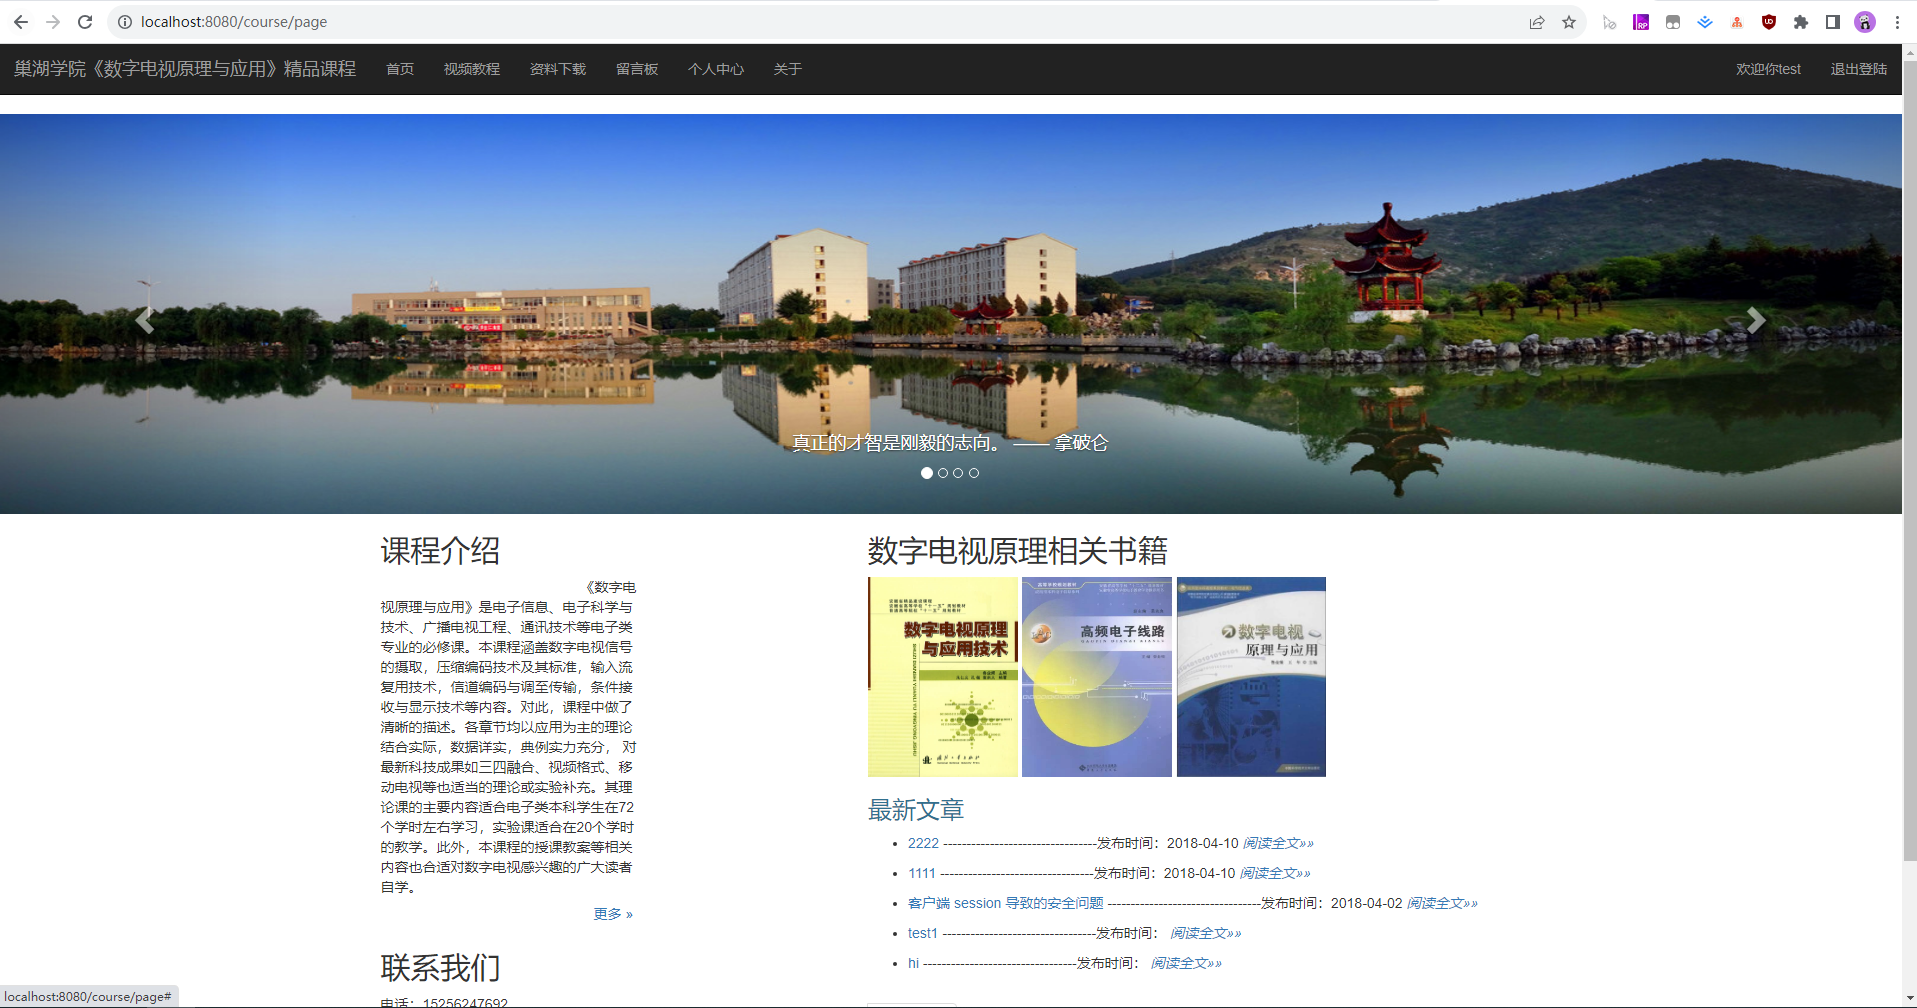 localhost:8080/course/page
巢湖学院《数字电视原理与应用》精品课程 首页 视频教程 资料下载 留言板 个人中心 关于 欢迎你test 退出登陆
真正的才智是刚毅的志向。 —— 拿破仑
课程介绍
《数字电
视原理与应用》是电子信息、电子科学与
技术、广播电视工程、通讯技术等电子类
专业的必修课。本课程涵盖数字电视信号
的摄取，压缩编码技术及其标准，输入流
复用技术，信道编码与调至传输，条件接
收与显示技术等内容。对此，课程中做了
清晰的描述。各章节均以应用为主的理论
结合实际，数据详实，典例实力充分， 对
最新科技成果如三四融合、视频格式、移
动电视等也适当的理论或实验补充。其理
论课的主要内容适合电子类本科学生在72
个学时左右学习，实验课适合在20个学时
的教学。此外，本课程的授课教案等相关
内容也合适对数字电视感兴趣的广大读者
自学。
更多 »
联系我们
电话：15256247692
数字电视原理相关书籍
数字电视原理
与应用技术
高频电子线路
数字电视
原理与应用
最新文章
2222 ---------------------------------发布时间：2018-04-10 阅读全文»»
1111 ---------------------------------发布时间：2018-04-10 阅读全文»»
客户端 session 导致的安全问题 ---------------------------------发布时间：2018-04-02 阅读全文»»
test1 ---------------------------------发布时间： 阅读全文»»
hi ---------------------------------发布时间： 阅读全文»»
localhost:8080/course/page#